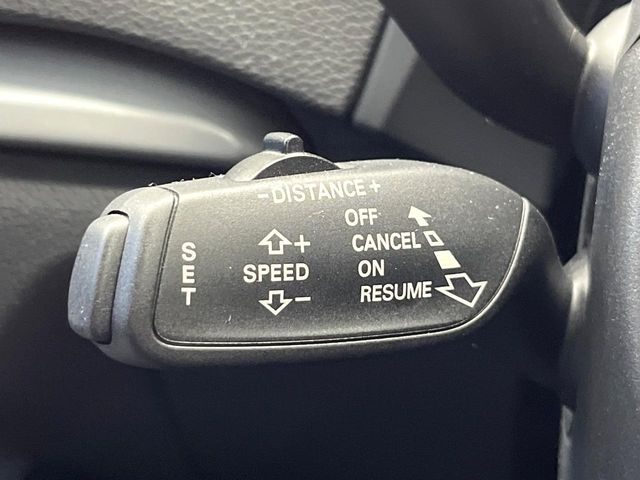 - DISTANCE +
OFF
CANCEL
ON
RESUME
+
SPEED
-
SET